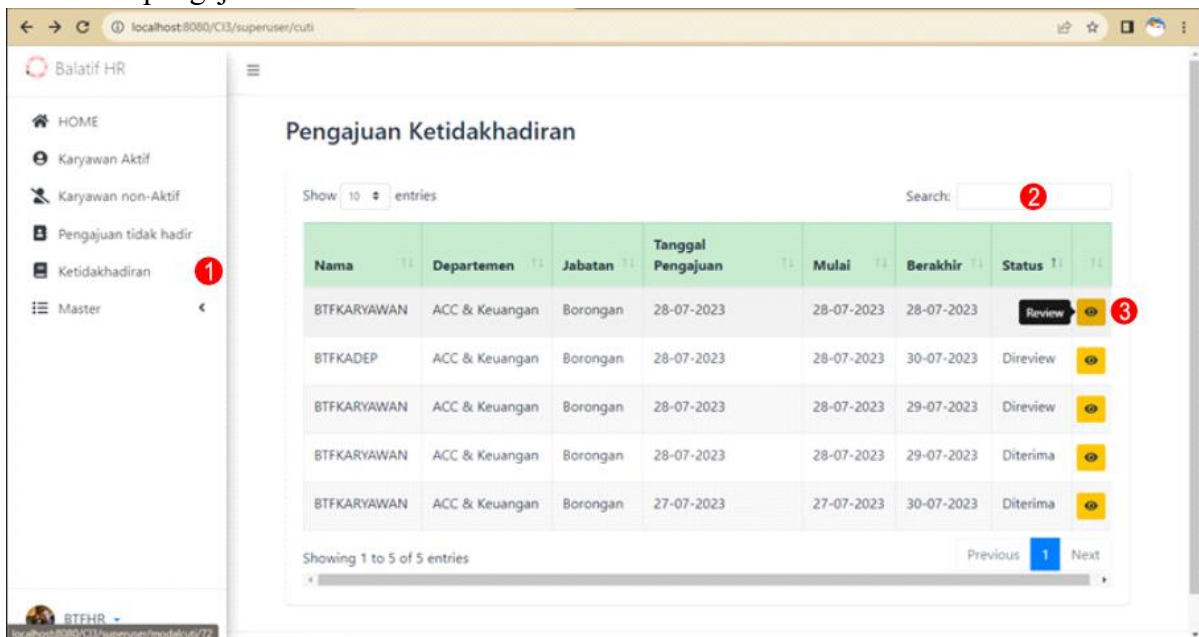 localhost:8080/CI3/superuser/cuti
Balatif HR
HOME
Karyawan Aktif
Karyawan non-Aktif
Pengajuan tidak hadir
Ketidakhadiran 1
Master
BTFHR
localhost:8080/CI3/superuser/modalcuti/72
Pengajuan Ketidakhadiran
Show 10 entries Search: 2
Nama Departemen Jabatan Tanggal Pengajuan Mulai Berakhir Status
BTFKARYAWAN ACC & Keuangan Borongan 28-07-2023 28-07-2023 28-07-2023 Review 3
BTFKADEP ACC & Keuangan Borongan 28-07-2023 28-07-2023 30-07-2023 Direview
BTFKARYAWAN ACC & Keuangan Borongan 28-07-2023 28-07-2023 29-07-2023 Direview
BTFKARYAWAN ACC & Keuangan Borongan 28-07-2023 28-07-2023 29-07-2023 Diterima
BTFKARYAWAN ACC & Keuangan Borongan 27-07-2023 27-07-2023 30-07-2023 Diterima
Showing 1 to 5 of 5 entries Previous 1 Next